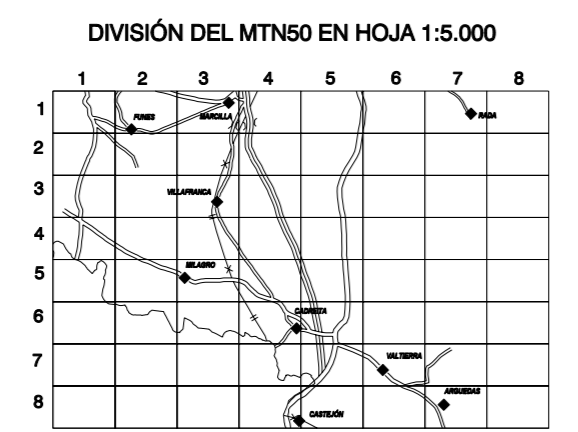 DIVISIÓN DEL MTN50 EN HOJA 1:5.000
1 2 3 4 5 6 7 8
1
FUNES
MARCILLA
RADA
2
3
VILLAFRANCA
4
5
MILAGRO
6
CADREITA
7
VALTIERRA
8
ARGUEDAS
CASTEJÓN